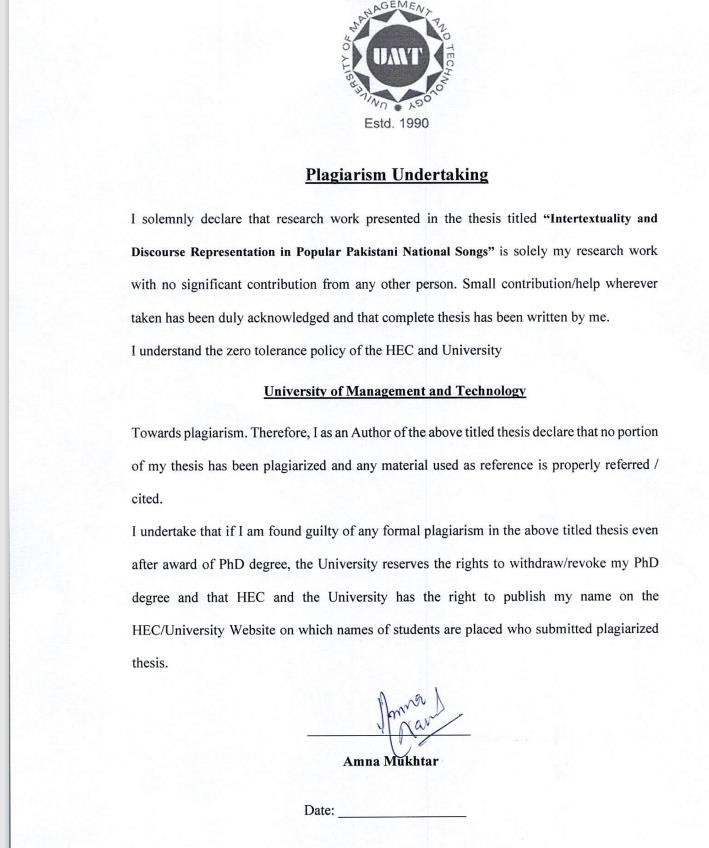 UNIVERSITY OF MANAGEMENT AND TECHNOLOGY
UMT
Estd. 1990
Plagiarism Undertaking
I solemnly declare that research work presented in the thesis titled “Intertextuality and
Discourse Representation in Popular Pakistani National Songs” is solely my research work
with no significant contribution from any other person. Small contribution/help wherever
taken has been duly acknowledged and that complete thesis has been written by me.
I understand the zero tolerance policy of the HEC and University
University of Management and Technology
Towards plagiarism. Therefore, I as an Author of the above titled thesis declare that no portion
of my thesis has been plagiarized and any material used as reference is properly referred /
cited.
I undertake that if I am found guilty of any formal plagiarism in the above titled thesis even
after award of PhD degree, the University reserves the rights to withdraw/revoke my PhD
degree and that HEC and the University has the right to publish my name on the
HEC/University Website on which names of students are placed who submitted plagiarized
thesis.
Amna
Amna Mukhtar
Date: